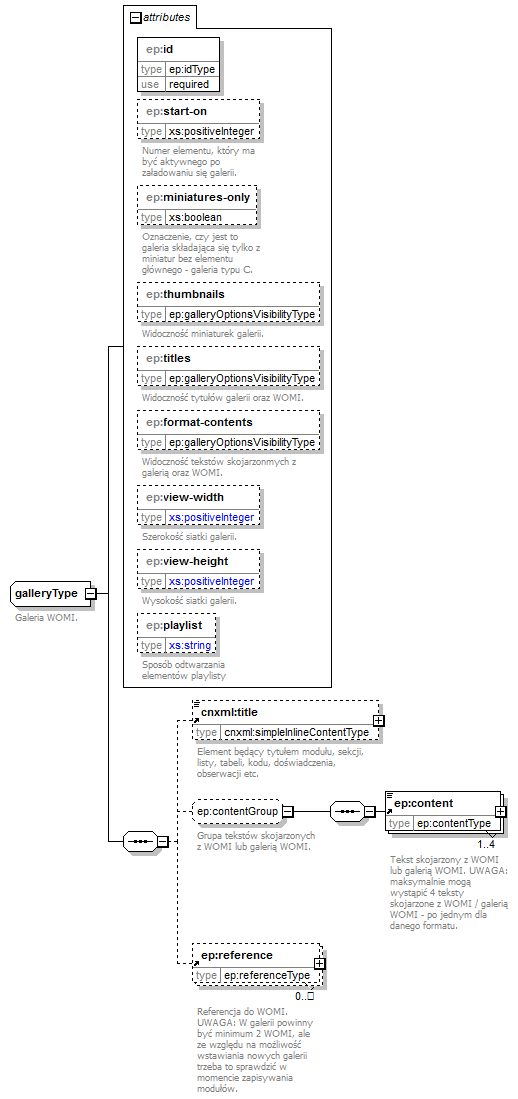 attributes
ep:id
type ep:idType
use required
ep:start-on
type xs:positiveInteger
Numer elementu, który ma
być aktywnego po
załadowaniu się galerii.
ep:miniatures-only
type xs:boolean
Oznaczenie, czy jest to
galeria składająca się tylko z
miniatur bez elementu
głównego - galeria typu C.
ep:thumbnails
type ep:galleryOptionsVisibilityType
Widoczność miniaturek galerii.
ep:titles
type ep:galleryOptionsVisibilityType
Widoczność tytułów galerii oraz WOMI.
ep:format-contents
type ep:galleryOptionsVisibilityType
Widoczność tekstów skojarzonmych z
galerią oraz WOMI.
ep:view-width
type xs:positiveInteger
Szerokość siatki galerii.
ep:view-height
type xs:positiveInteger
Wysokość siatki galerii.
ep:playlist
type xs:string
Sposób odtwarzania
elementów playlisty
galleryType
Galeria WOMI.
cnxml:title
type cnxml:simpleInlineContentType
Element będący tytułem modułu, sekcji,
listy, tabeli, kodu, doświadczenia,
obserwacji etc.
ep:contentGroup
Grupa tekstów skojarzonych
z WOMI lub galerią WOMI.
ep:content
type ep:contentType
1..4
Tekst skojarzony z WOMI
lub galerią WOMI. UWAGA:
maksymalnie mogą
wystąpić 4 teksty
skojarzone z WOMI / galerią
WOMI - po jednym dla
danego formatu.
ep:reference
type ep:referenceType
0..□
Referencja do WOMI.
UWAGA: W galerii powinny
być minimum 2 WOMI, ale
ze względu na możliwość
wstawiania nowych galerii
trzeba to sprawdzić w
momencie zapisywania
modułów.